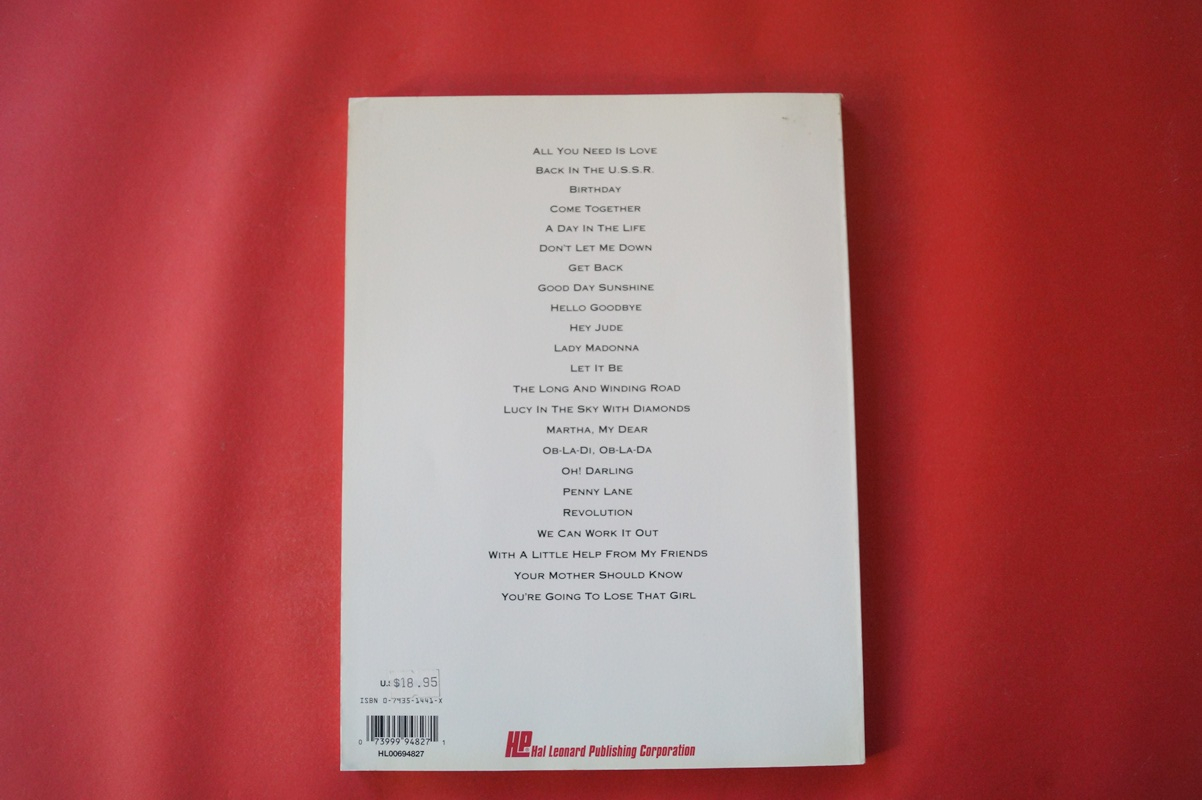 ALL YOU NEED IS LOVE
BACK IN THE U.S.S.R.
BIRTHDAY
COME TOGETHER
A DAY IN THE LIFE
DON'T LET ME DOWN
GET BACK
GOOD DAY SUNSHINE
HELLO GOODBYE
HEY JUDE
LADY MADONNA
LET IT BE
THE LONG AND WINDING ROAD
LUCY IN THE SKY WITH DIAMONDS
MARTHA, MY DEAR
OB-LA-DI, OB-LA-DA
OH! DARLING
PENNY LANE
REVOLUTION
WE CAN WORK IT OUT
WITH A LITTLE HELP FROM MY FRIENDS
YOUR MOTHER SHOULD KNOW
YOU'RE GOING TO LOSE THAT GIRL
$18.95
ISBN 0-7935-1441-X
0 73999 94827 1
HL00694827
HL Hal Leonard Publishing Corporation